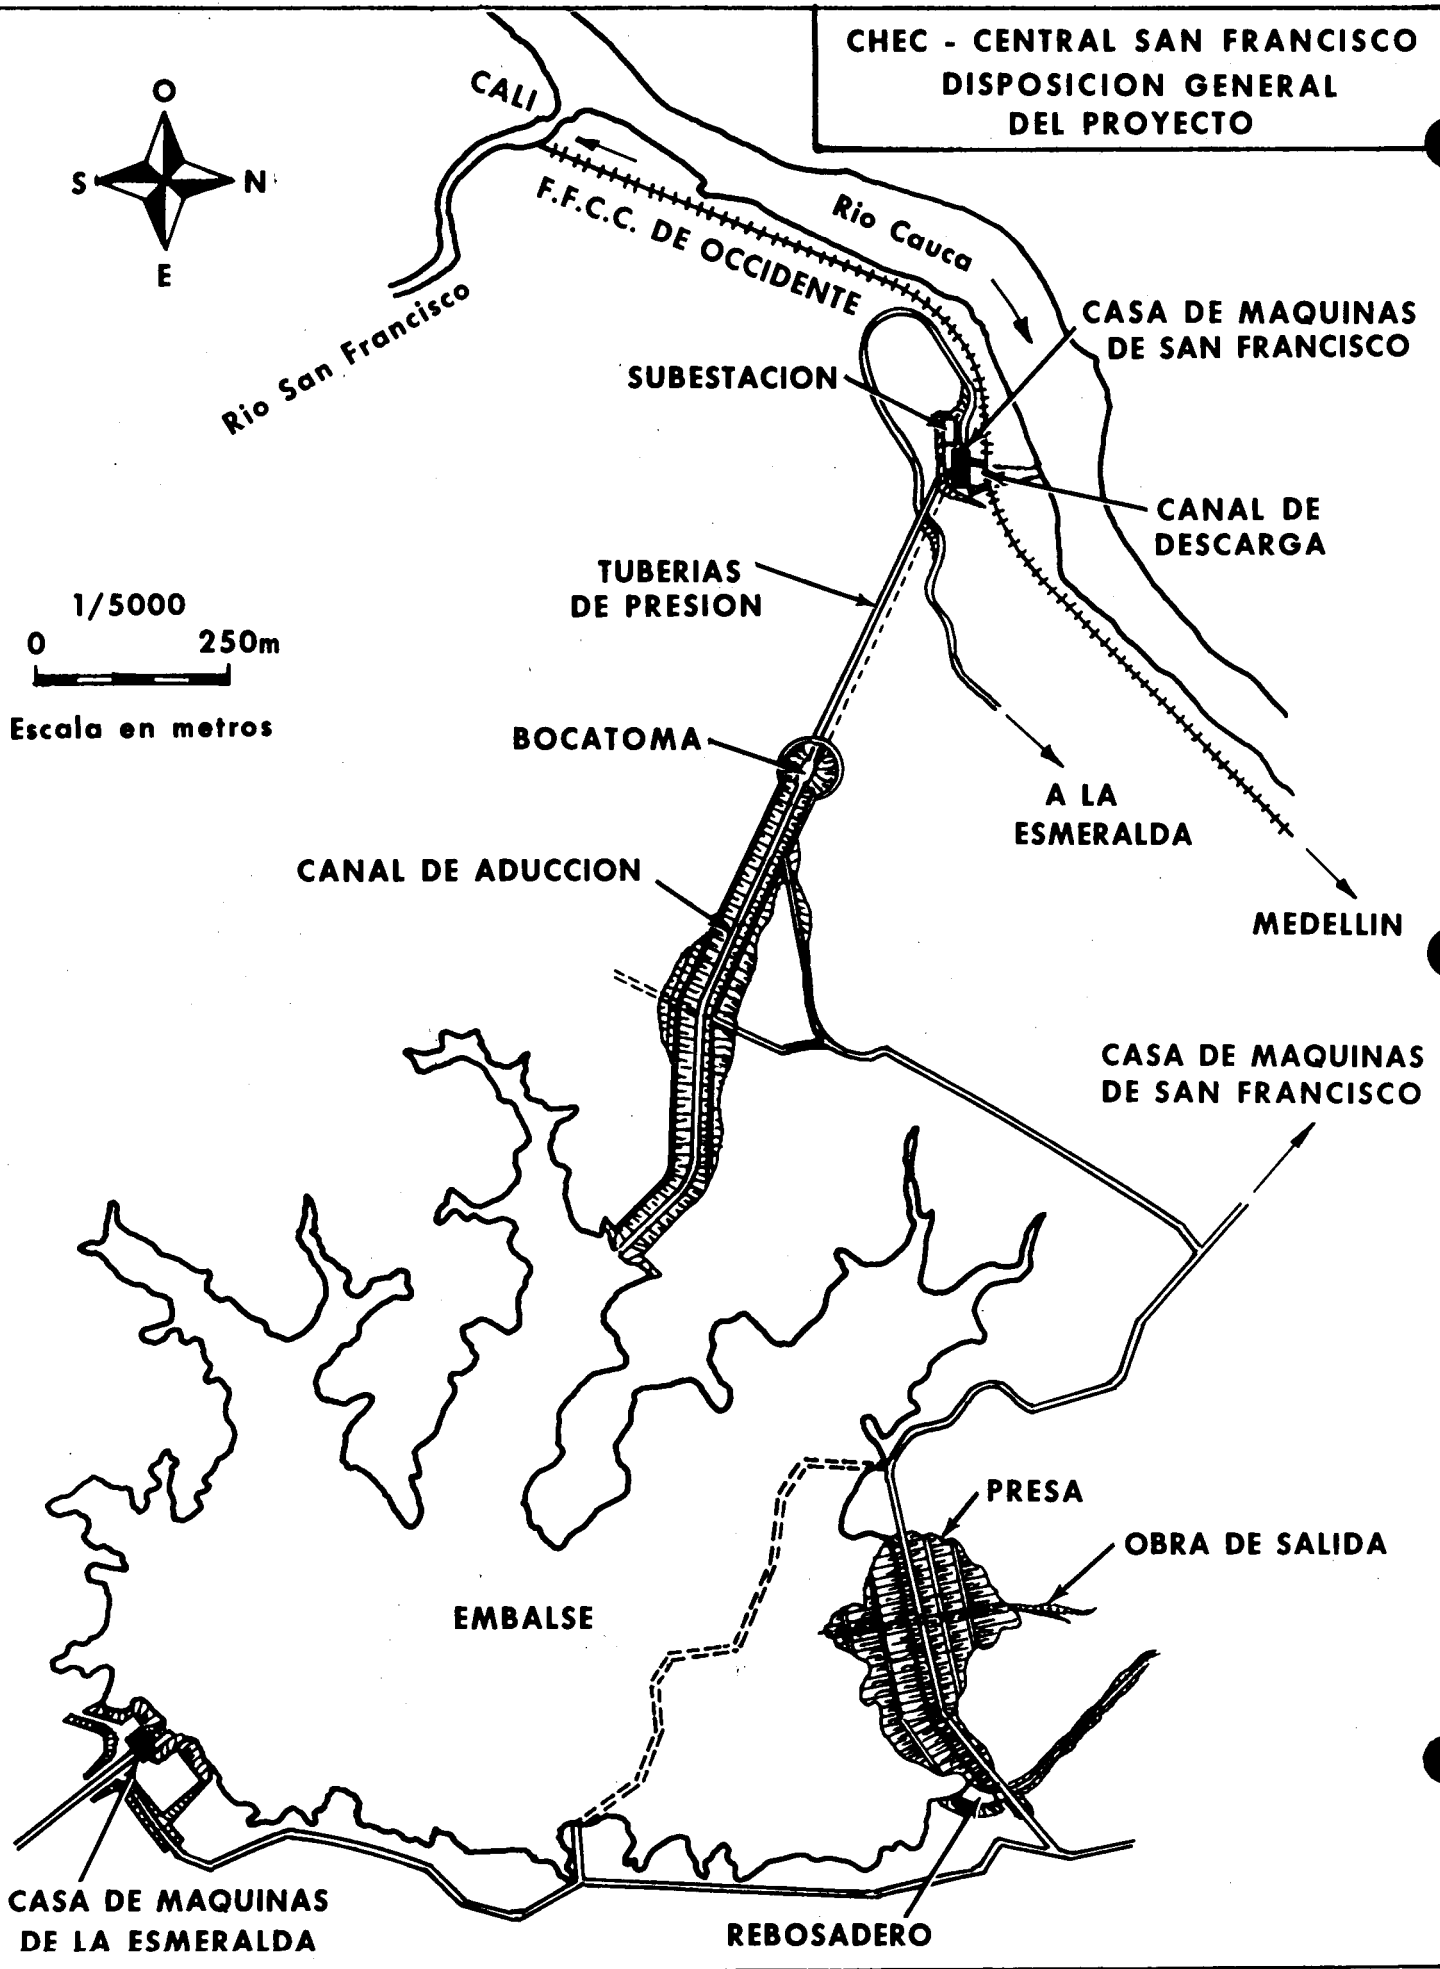 CHEC - CENTRAL SAN FRANCISCO
DISPOSICION GENERAL
DEL PROYECTO
O
S
N
E
CALI
F.F.C.C. DE OCCIDENTE
Rio Cauca
Rio San Francisco
CASA DE MAQUINAS
DE SAN FRANCISCO
SUBESTACION
CANAL DE
DESCARGA
TUBERIAS
DE PRESION
1/5000
0 250m
Escala en metros
BOCATOMA
A LA
ESMERALDA
CANAL DE ADUCCION
MEDELLIN
CASA DE MAQUINAS
DE SAN FRANCISCO
PRESA
OBRA DE SALIDA
EMBALSE
CASA DE MAQUINAS
DE LA ESMERALDA
REBOSADERO